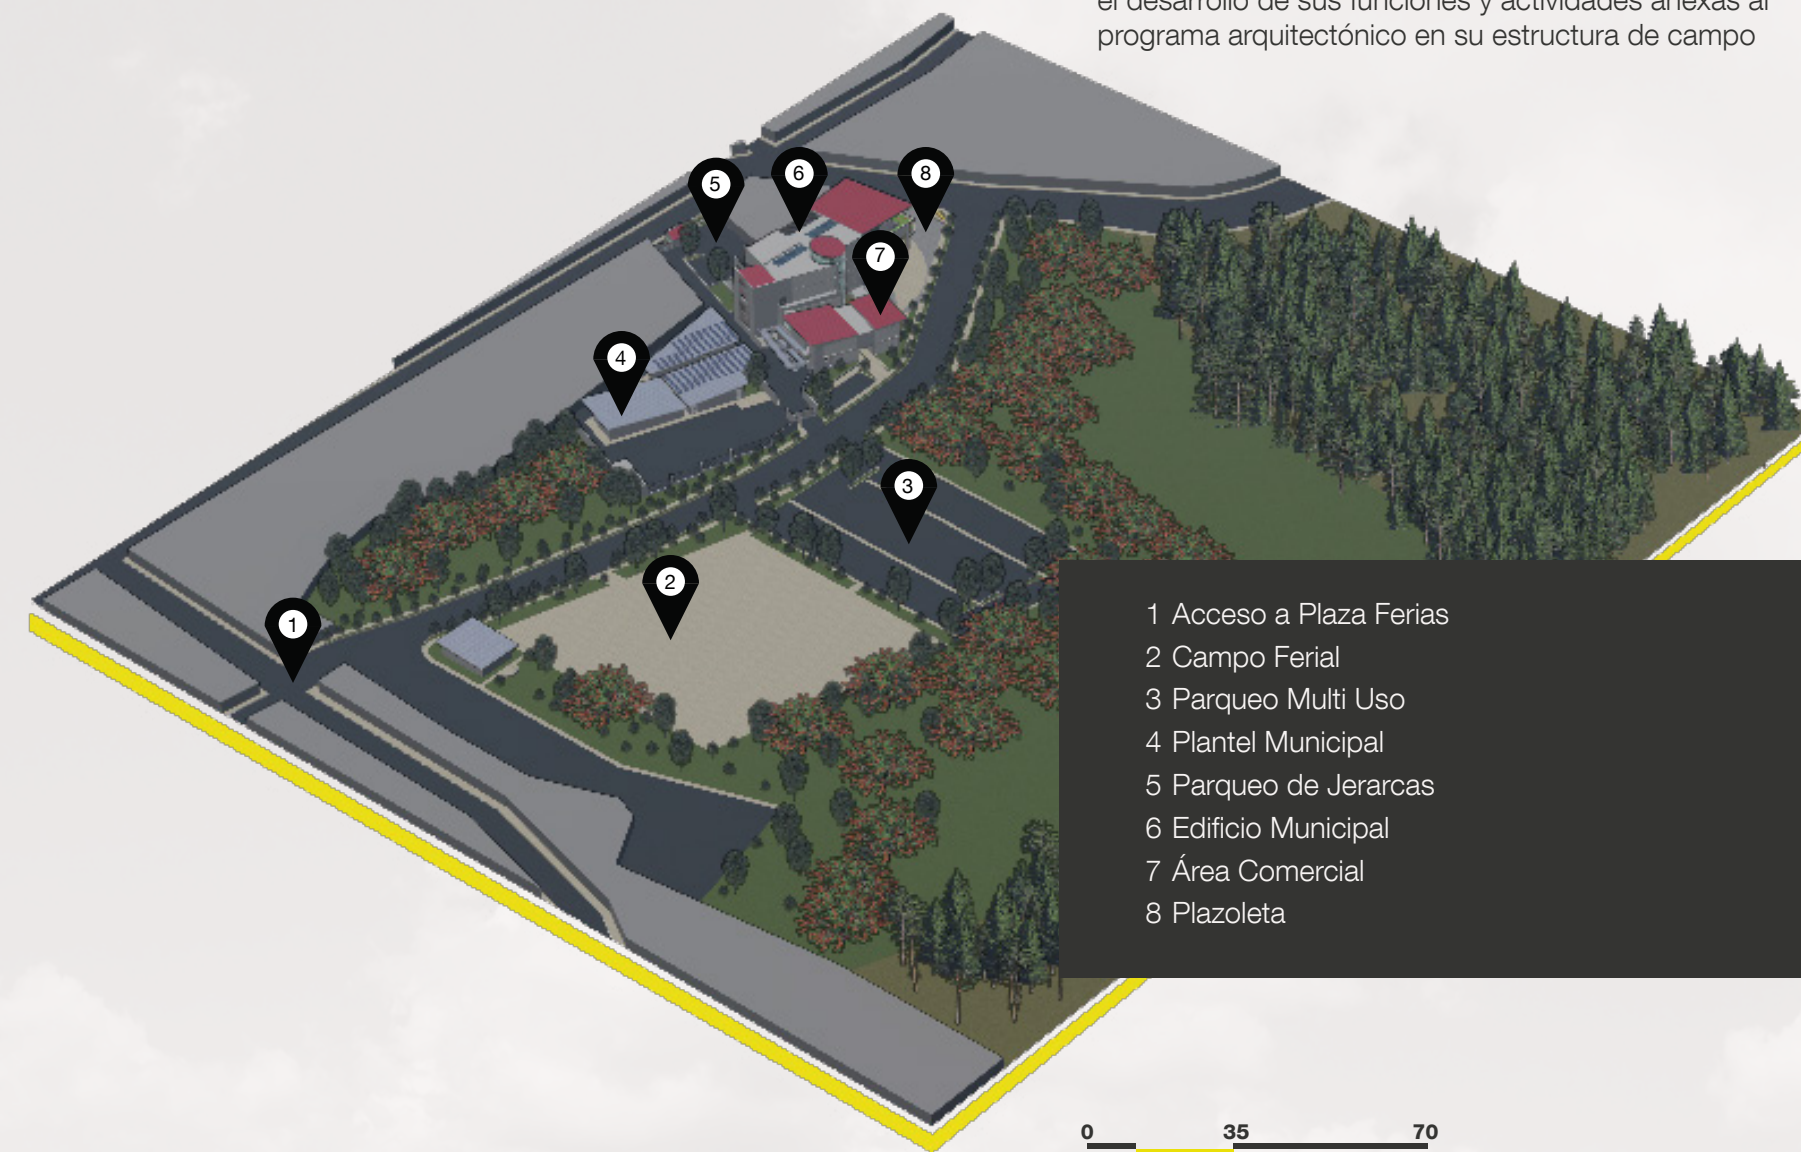 el desarrollo de sus funciones y actividades anexas al
programa arquitectónico en su estructura de campo
5
6
8
7
4
3
2
1
1 Acceso a Plaza Ferias
2 Campo Ferial
3 Parqueo Multi Uso
4 Plantel Municipal
5 Parqueo de Jerarcas
6 Edificio Municipal
7 Área Comercial
8 Plazoleta
0 35 70